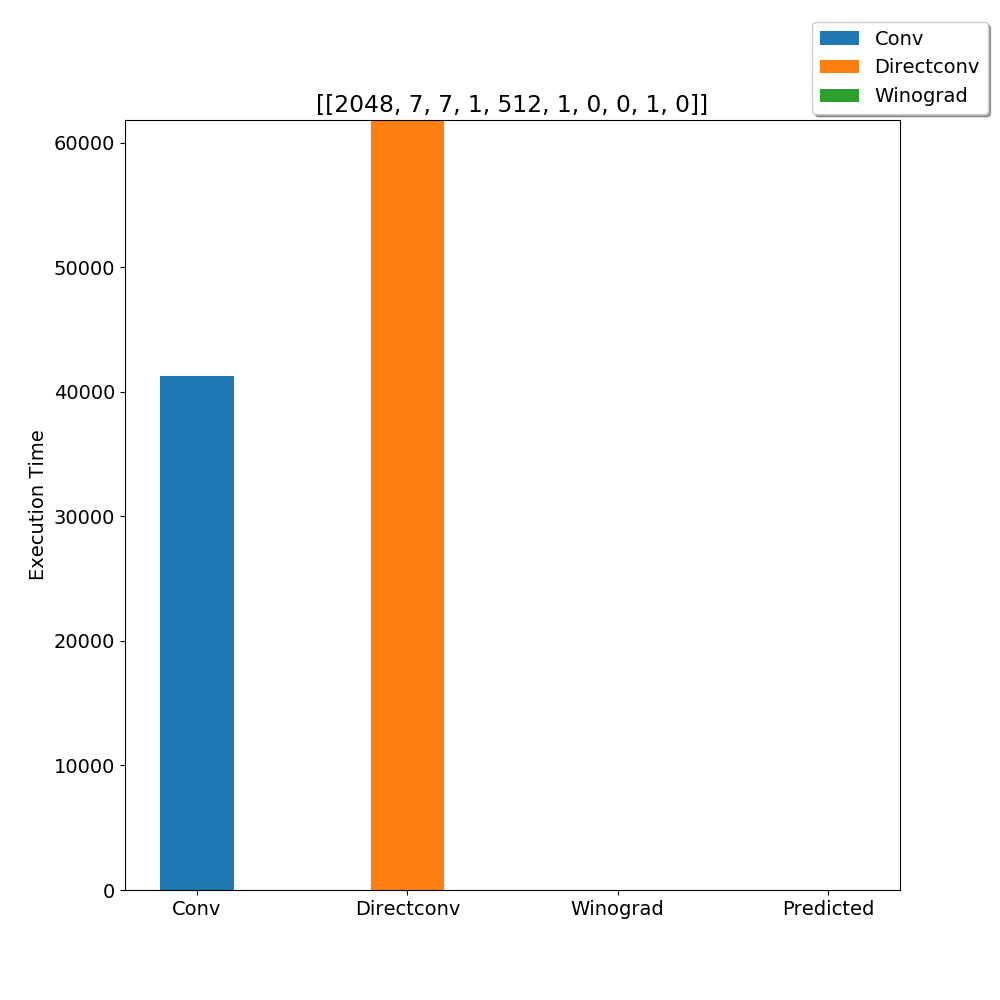 Conv
Directconv
Winograd
[[2048, 7, 7, 1, 512, 1, 0, 0, 1, 0]]
60000
50000
40000
30000
20000
10000
0
Execution Time
Conv Directconv Winograd Predicted